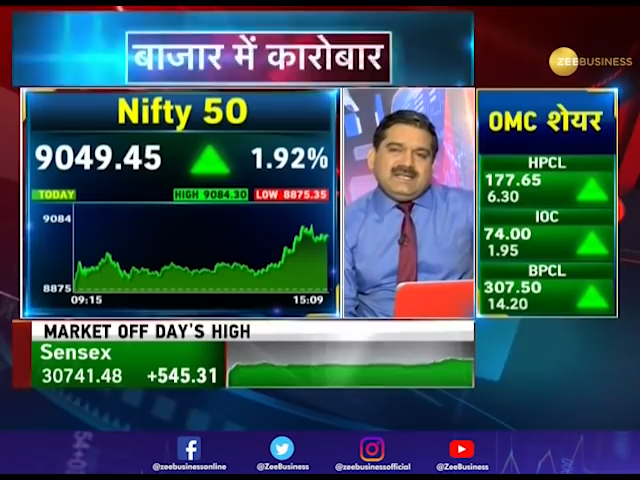 बाजार में कारोबार
ZEEBUSINESS
Nifty 50
9049.45 1.92%
TODAY HIGH 9084.30 LOW 8875.35
9084
8875
09:15 15:09
OMC शेयर
HPCL
177.65
6.30
IOC
74.00
1.95
BPCL
307.50
14.20
MARKET OFF DAY'S HIGH
Sensex
30741.48 +545.31
@zeebusinessonline @ZeeBusiness @zeebusinessofficial @ZeeBusiness